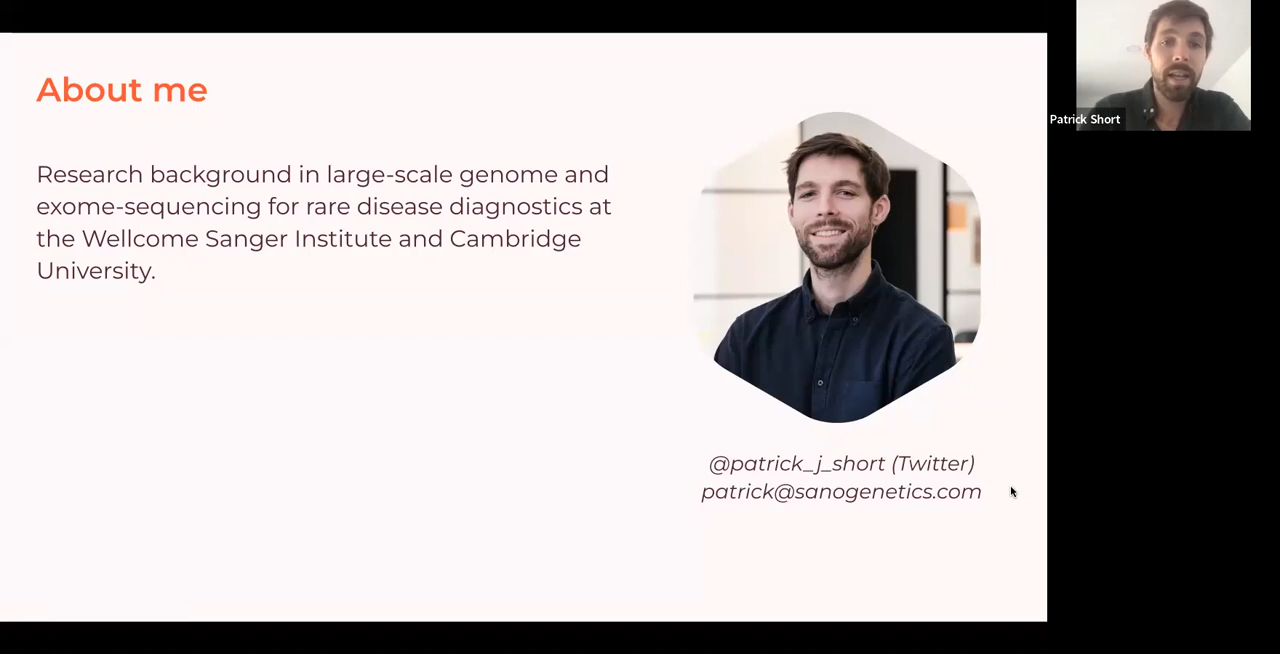 About me
Research background in large-scale genome and
exome-sequencing for rare disease diagnostics at
the Wellcome Sanger Institute and Cambridge
University.
@patrick_j_short (Twitter)
patrick@sanogenetics.com
Patrick Short